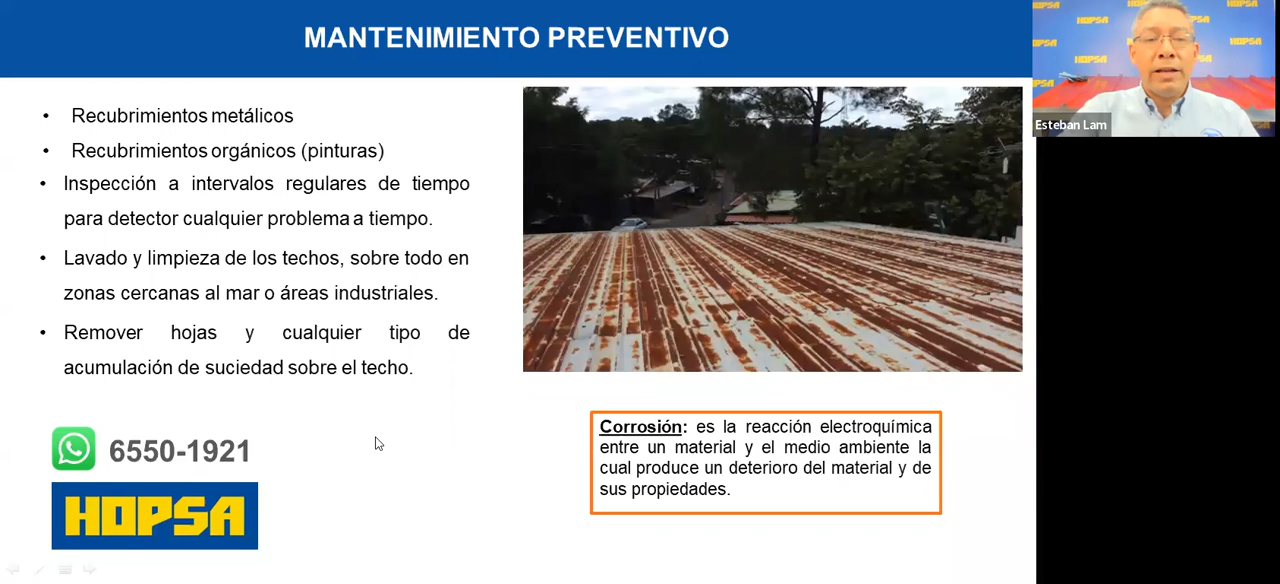 MANTENIMIENTO PREVENTIVO
• Recubrimientos metálicos
• Recubrimientos orgánicos (pinturas)
• Inspección a intervalos regulares de tiempo
para detector cualquier problema a tiempo.
• Lavado y limpieza de los techos, sobre todo en
zonas cercanas al mar o áreas industriales.
• Remover hojas y cualquier tipo de
acumulación de suciedad sobre el techo.
6550-1921
HOPSA
Corrosión: es la reacción electroquímica
entre un material y el medio ambiente la
cual produce un deterioro del material y de
sus propiedades.
HOPSA
HOPSA
HOPSA
Esteban Lam